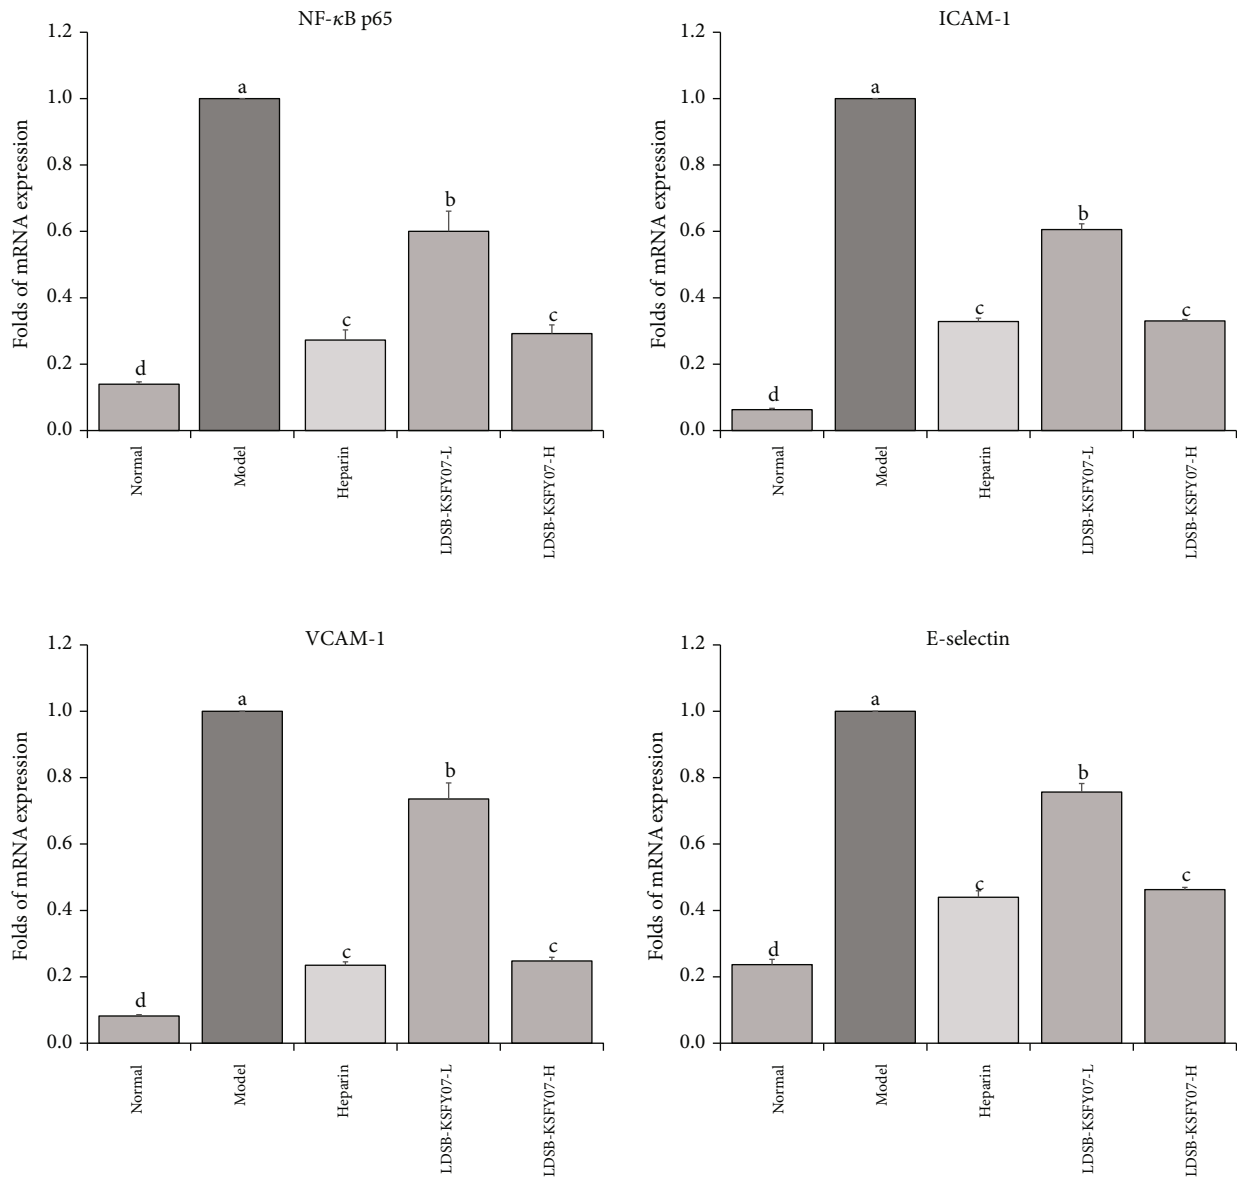 NF-κB p65
1.2
1.0
0.8
0.6
0.4
0.2
0.0
Folds of mRNA expression
d
a
c
b
c
Normal
Model
Heparin
LDSB-KSFY07-L
LDSB-KSFY07-H
ICAM-1
1.2
1.0
0.8
0.6
0.4
0.2
0.0
Folds of mRNA expression
d
a
c
b
c
Normal
Model
Heparin
LDSB-KSFY07-L
LDSB-KSFY07-H
VCAM-1
1.2
1.0
0.8
0.6
0.4
0.2
0.0
Folds of mRNA expression
d
a
c
b
c
Normal
Model
Heparin
LDSB-KSFY07-L
LDSB-KSFY07-H
E-selectin
1.2
1.0
0.8
0.6
0.4
0.2
0.0
Folds of mRNA expression
d
a
c
b
c
Normal
Model
Heparin
LDSB-KSFY07-L
LDSB-KSFY07-H